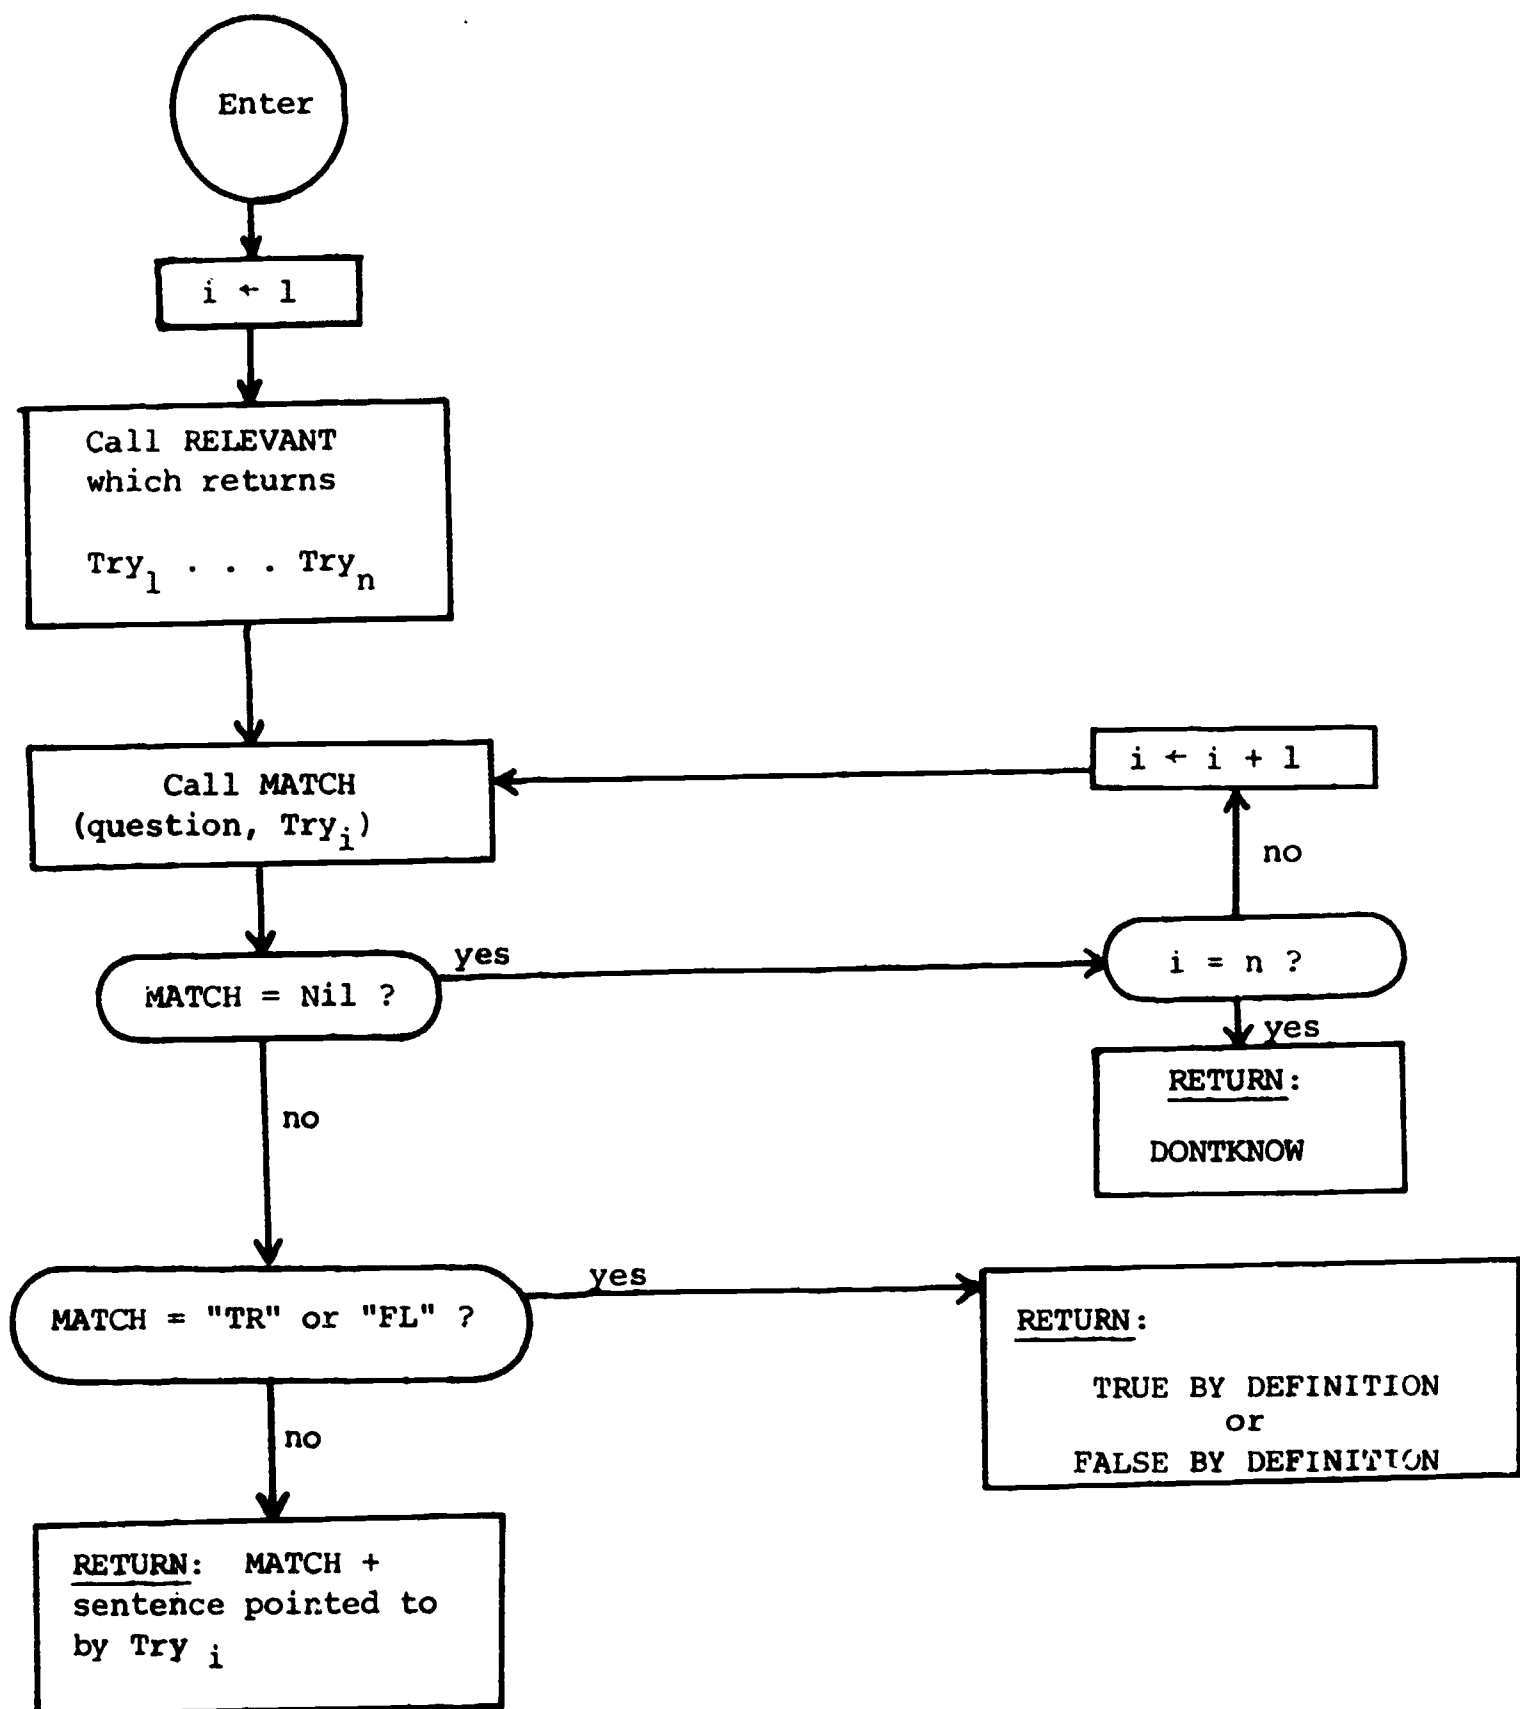 Enter
i ← 1
Call RELEVANT
which returns
Try₁ . . . Tryₙ
Call MATCH
(question, Tryᵢ)
i ← i + 1
no
MATCH = Nil ?
yes
i = n ?
yes
RETURN:
DONTKNOW
no
MATCH = "TR" or "FL" ?
yes
RETURN:
TRUE BY DEFINITION
or
FALSE BY DEFINITION
no
RETURN: MATCH +
sentence pointed to
by Try ᵢ